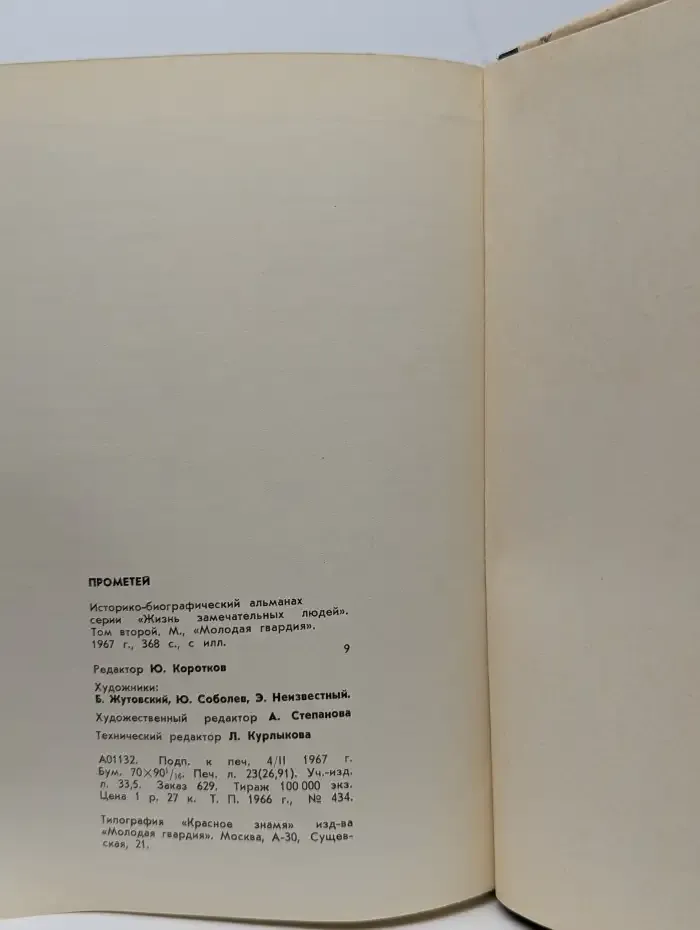 ПРОМЕТЕЙ
Историко-биографический альманах
серии «Жизнь замечательных людей».
Том второй. М., «Молодая гвардия».
1967 г., 368 с., с илл.
9
Редактор Ю. Коротков
Художники:
Б. Жутовский, Ю. Соболев, Э. Неизвестный.
Художественный редактор А. Степанова
Технический редактор Л. Курлыкова
А01132. Подп. к печ. 4/II 1967 г.
Бум. 70×90¹/₁₆. Печ. л. 23(26,91). Уч.-изд.
л. 33,5. Заказ 629. Тираж 100 000 экз.
Цена 1 р. 27 к. Т. П. 1966 г., № 434.
Типография «Красное знамя» изд-ва
«Молодая гвардия». Москва, А-30, Сущев-
ская, 21.